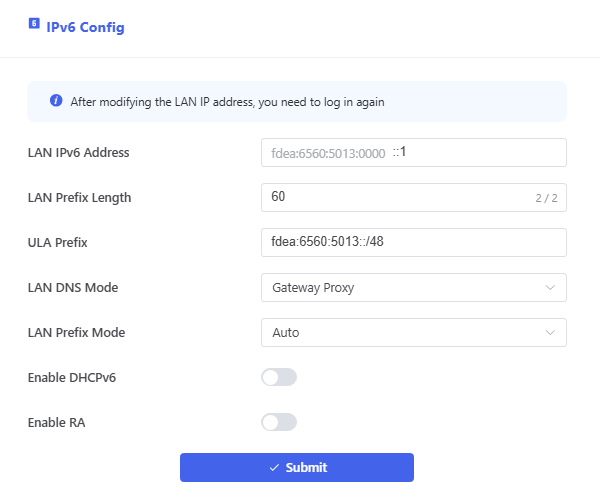 6 IPv6 Config
i After modifying the LAN IP address, you need to log in again
LAN IPv6 Address fdea:6560:5013:0000 ::1
LAN Prefix Length 60 2 / 2
ULA Prefix fdea:6560:5013::/48
LAN DNS Mode Gateway Proxy
LAN Prefix Mode Auto
Enable DHCPv6
Enable RA
Submit